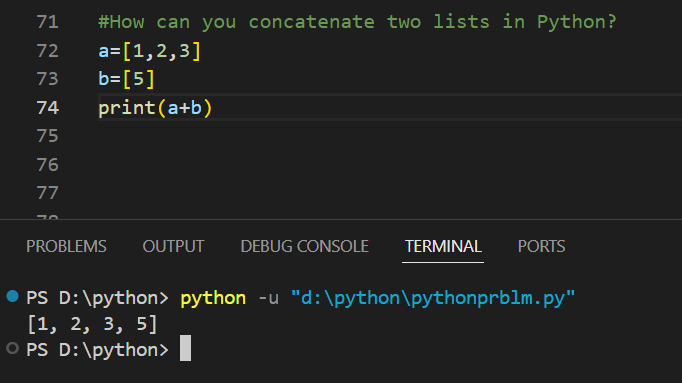 71 #How can you concatenate two lists in Python?
72 a=[1,2,3]
73 b=[5]
74 print(a+b)
75
76
77
PROBLEMS OUTPUT DEBUG CONSOLE TERMINAL PORTS
PS D:\python> python -u "d:\python\pythonprblm.py"
[1, 2, 3, 5]
PS D:\python>